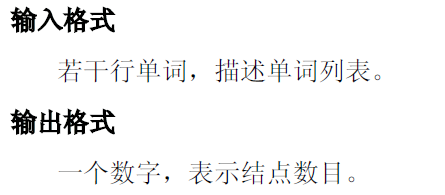 输入格式
若干行单词，描述单词列表。
输出格式
一个数字，表示结点数目。